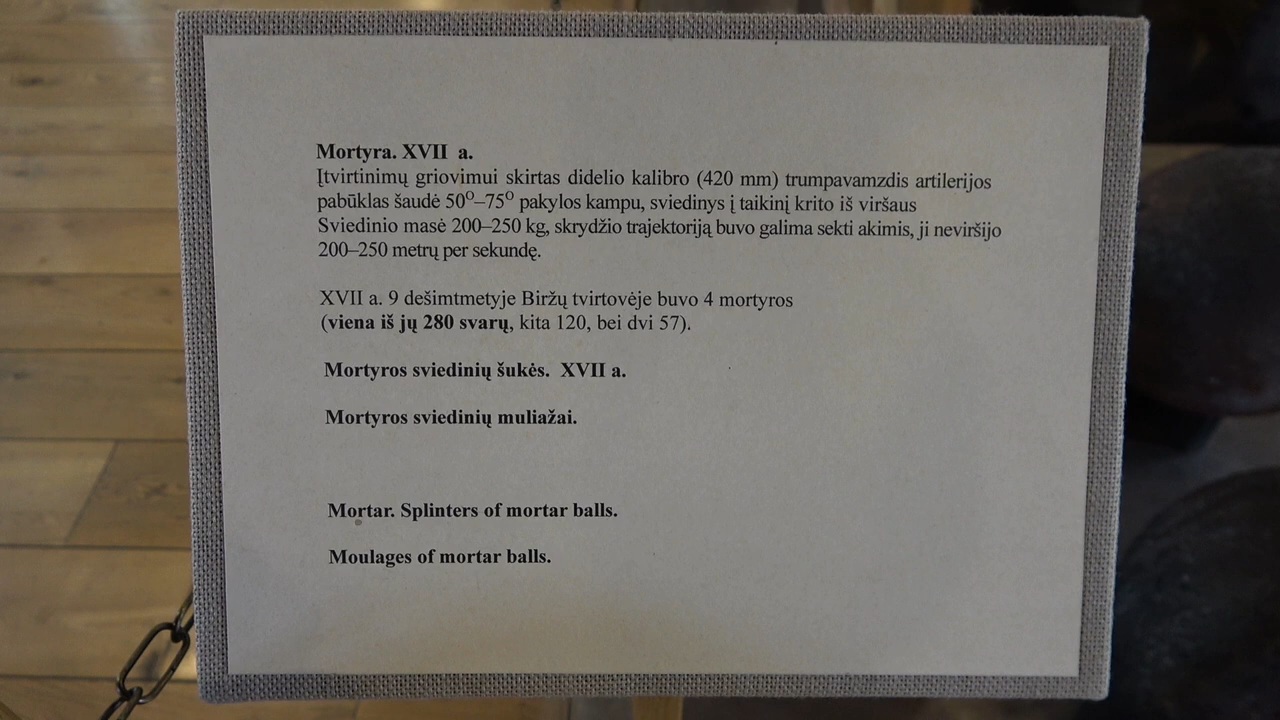 Mortyra. XVII a.
Įtvirtinimų griovimui skirtas didelio kalibro (420 mm) trumpavamzdis artilerijos
pabūklas šaudė 50⁰–75⁰ pakylos kampu, sviedinys į taikinį krito iš viršaus
Sviedinio masė 200–250 kg, skrydžio trajektoriją buvo galima sekti akimis, ji neviršijo
200–250 metrų per sekundę.
XVII a. 9 dešimtmetyje Biržų tvirtovėje buvo 4 mortyros
(viena iš jų 280 svarų, kita 120, bei dvi 57).
Mortyros sviedinių šukės. XVII a.
Mortyros sviedinių muliažai.
Mortar. Splinters of mortar balls.
Moulages of mortar balls.